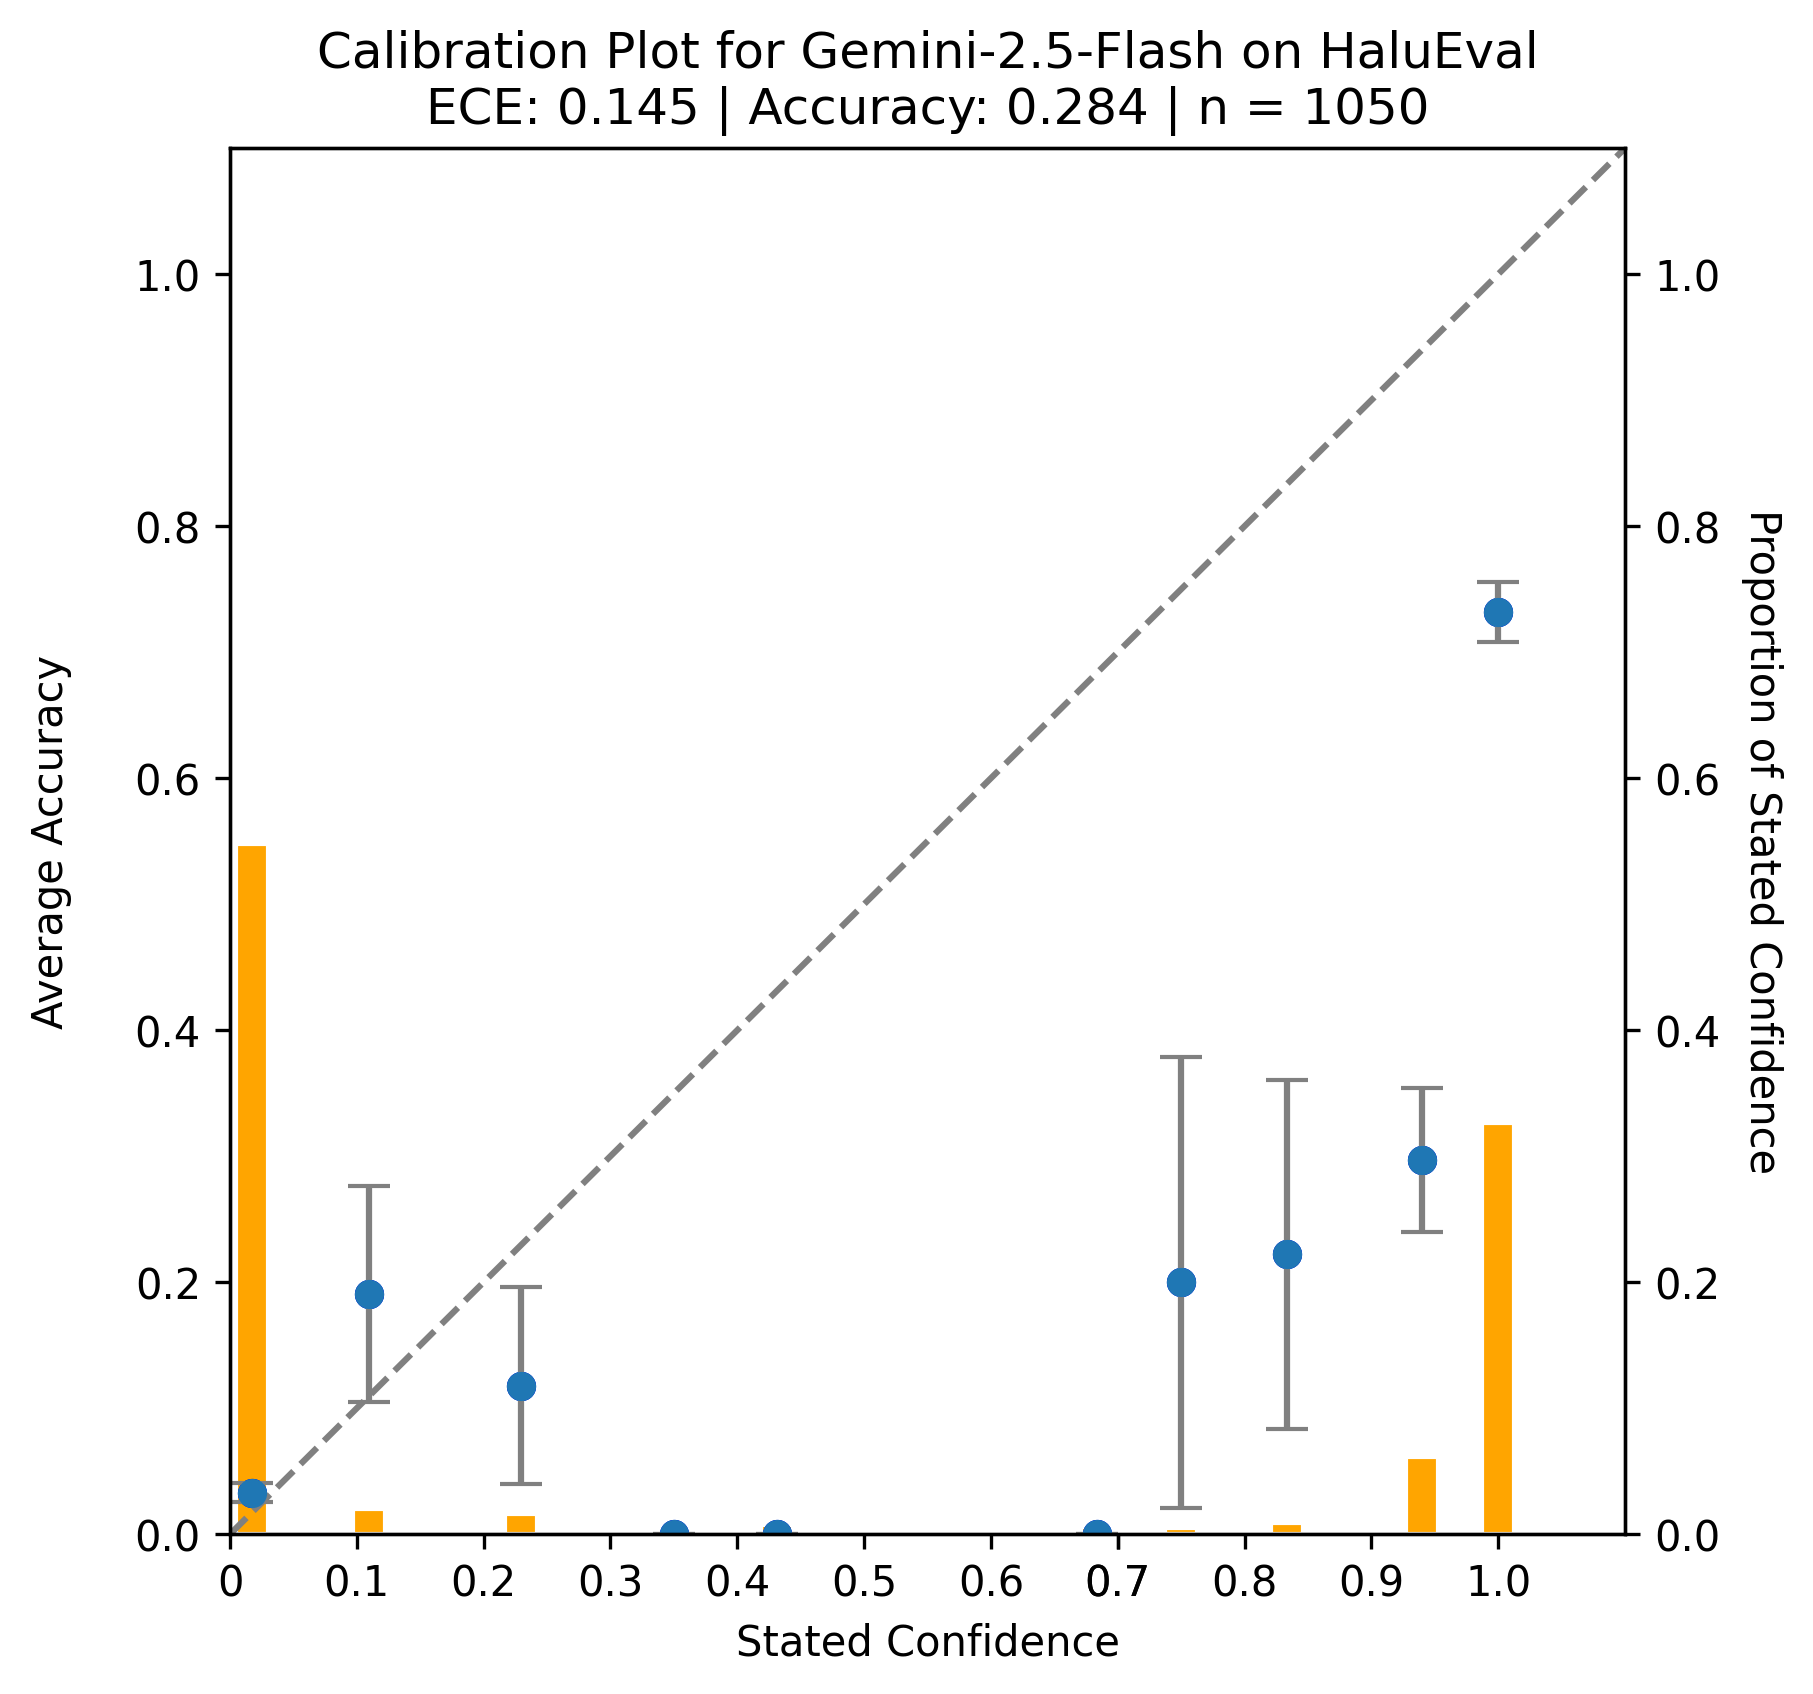 Calibration Plot for Gemini-2.5-Flash on HaluEval
ECE: 0.145 | Accuracy: 0.284 | n = 1050
Average Accuracy
1.0
0.8
0.6
0.4
0.2
0.0
1.0
0.8
0.6
0.4
0.2
0.0
Proportion of Stated Confidence
0 0.1 0.2 0.3 0.4 0.5 0.6 0.7 0.8 0.9 1.0
Stated Confidence